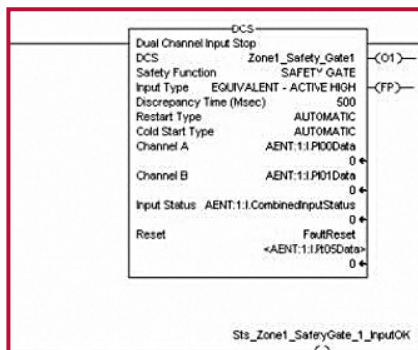 DCS
Dual Channel Input Stop
DCS Zone1_Safety_Gate1 (O1)
Safety Function SAFETY GATE (FP)
Input Type EQUIVALENT - ACTIVE HIGH
Discrepancy Time (Msec) 500
Restart Type AUTOMATIC
Cold Start Type AUTOMATIC
Channel A AENT:1:I.Pt00Data
0
Channel B AENT:1:I.Pt01Data
0
Input Status AENT:1:I.CombinedInputStatus
0
Reset FaultReset
<AENT:1:I.Pt05Data>
0
Sts_Zone1_SafetyGate_1_InputOK